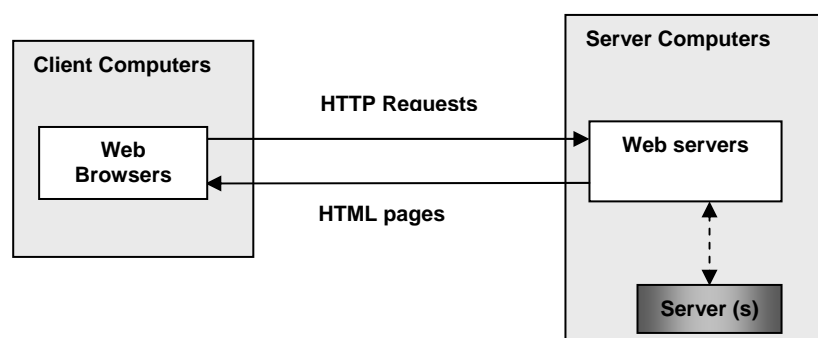 Server Computers
Client Computers
HTTP Requests
Web
Browsers
Web servers
HTML pages
Server (s)